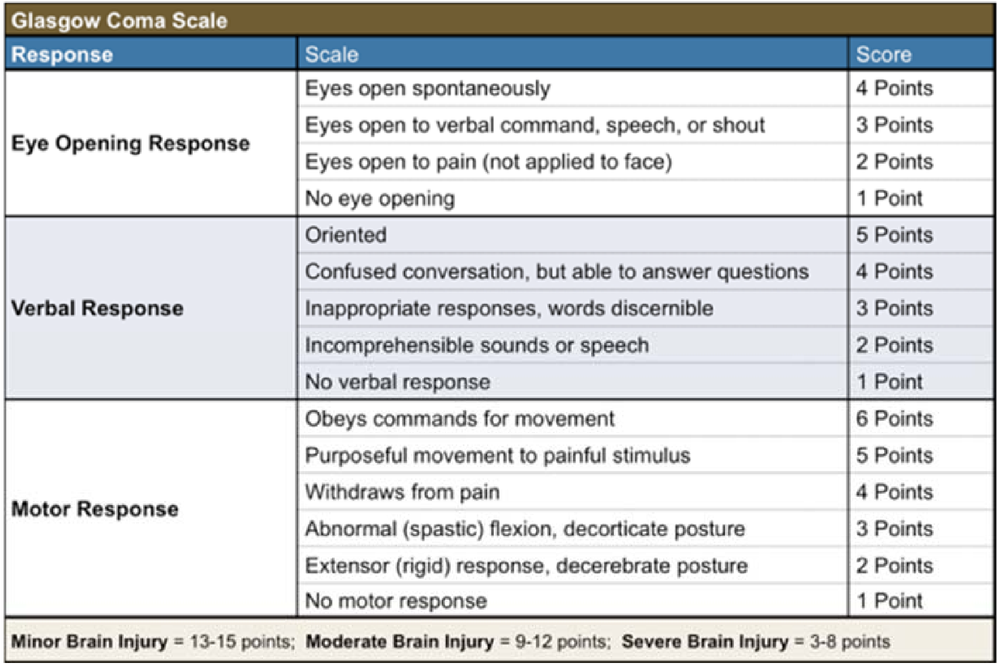 Glasgow Coma Scale
Response Scale Score
Eye Opening Response
Eyes open spontaneously 4 Points
Eyes open to verbal command, speech, or shout 3 Points
Eyes open to pain (not applied to face) 2 Points
No eye opening 1 Point
Verbal Response
Oriented 5 Points
Confused conversation, but able to answer questions 4 Points
Inappropriate responses, words discernible 3 Points
Incomprehensible sounds or speech 2 Points
No verbal response 1 Point
Motor Response
Obeys commands for movement 6 Points
Purposeful movement to painful stimulus 5 Points
Withdraws from pain 4 Points
Abnormal (spastic) flexion, decorticate posture 3 Points
Extensor (rigid) response, decerebrate posture 2 Points
No motor response 1 Point
Minor Brain Injury = 13-15 points; Moderate Brain Injury = 9-12 points; Severe Brain Injury = 3-8 points